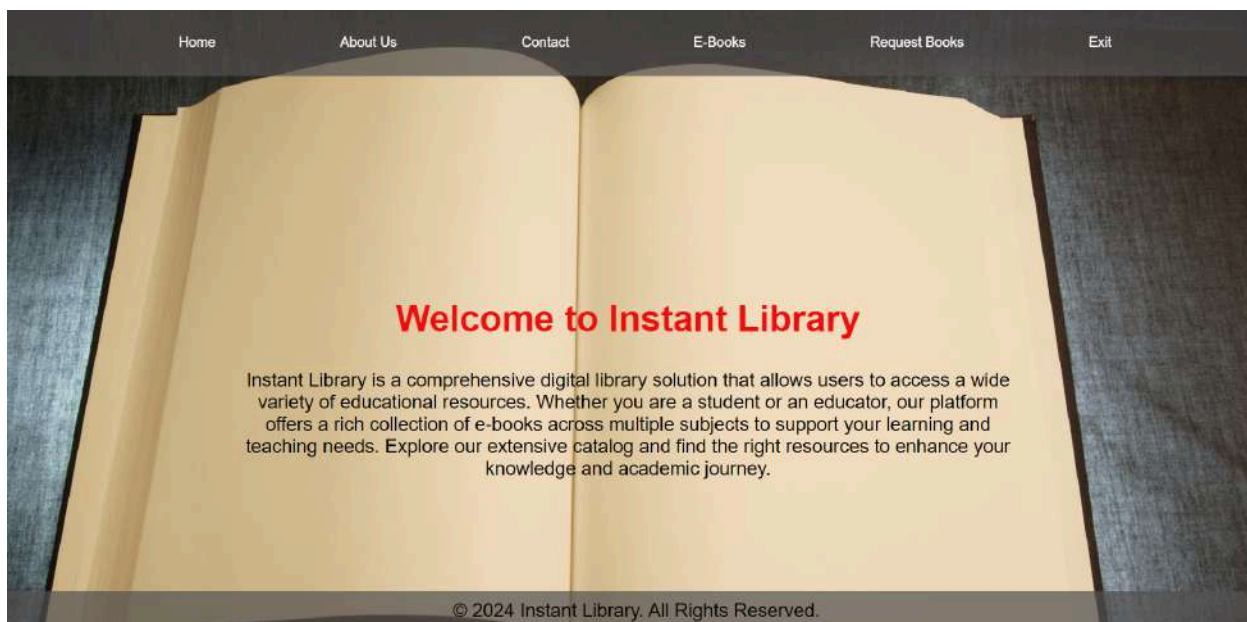 Home About Us Contact E-Books Request Books Exit
Welcome to Instant Library
Instant Library is a comprehensive digital library solution that allows users to access a wide
variety of educational resources. Whether you are a student or an educator, our platform
offers a rich collection of e-books across multiple subjects to support your learning and
teaching needs. Explore our extensive catalog and find the right resources to enhance your
knowledge and academic journey.
© 2024 Instant Library. All Rights Reserved.